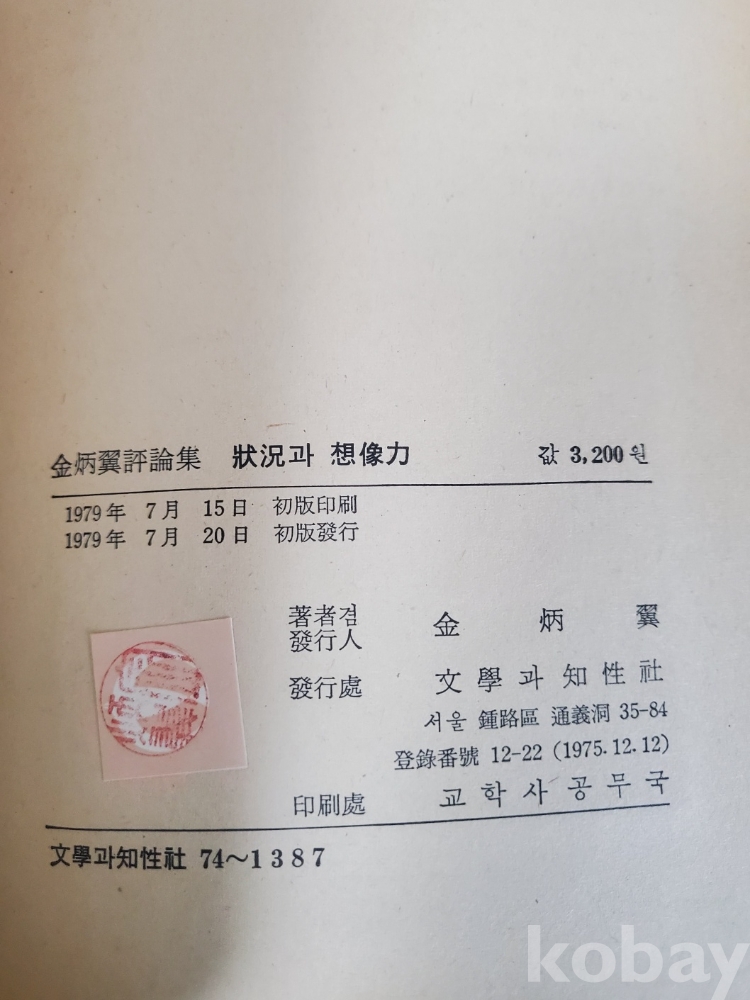 金炳翼評論集 狀況과 想像力 값 3,200원
1979年 7月 15日 初版印刷
1979年 7月 20日 初版發行
著者겸
發行人 金炳翼
發行處 文學과知性社
서울 鍾路區 通義洞 35-84
登錄番號 12-22 (1975.12.12)
印刷處 교학사공무국
文學과知性社 74~1387
kobay